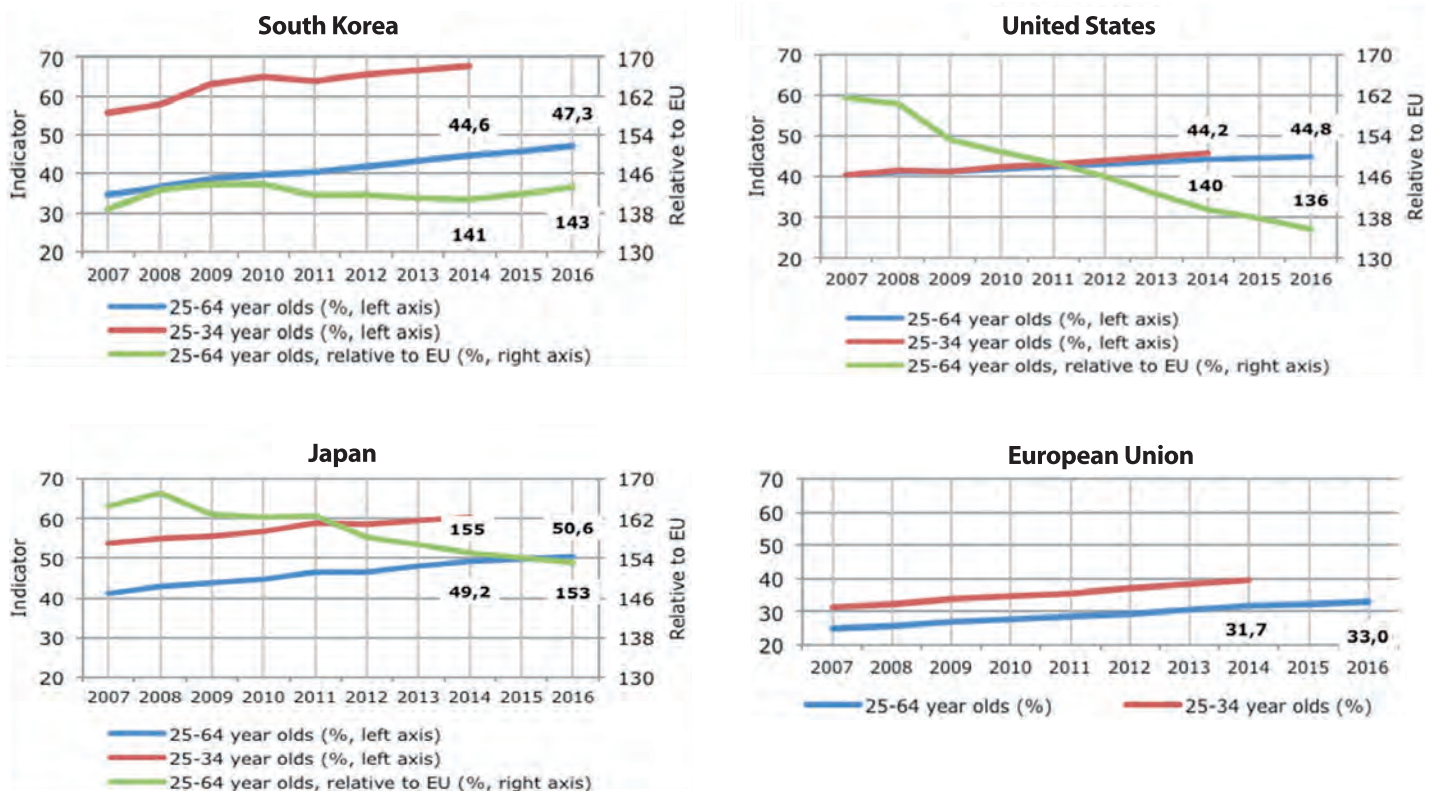 South Korea
70
60
50
40
30
20
Indicator
170
162
154
146
138
130
Relative to EU
44,6
47,3
141
143
2007 2008 2009 2010 2011 2012 2013 2014 2015 2016
25-64 year olds (%, left axis)
25-34 year olds (%, left axis)
25-64 year olds, relative to EU (%, right axis)
United States
70
60
50
40
30
20
Indicator
170
162
154
146
138
130
Relative to EU
44,2
44,8
140
136
2007 2008 2009 2010 2011 2012 2013 2014 2015 2016
25-64 year olds (%, left axis)
25-34 year olds (%, left axis)
25-64 year olds, relative to EU (%, right axis)
Japan
70
60
50
40
30
20
Indicator
170
162
154
146
138
130
Relative to EU
155
50,6
49,2
153
2007 2008 2009 2010 2011 2012 2013 2014 2015 2016
25-64 year olds (%, left axis)
25-34 year olds (%, left axis)
25-64 year olds, relative to EU (%, right axis)
European Union
70
60
50
40
30
20
31,7
33,0
2007 2008 2009 2010 2011 2012 2013 2014 2015 2016
25-64 year olds (%)
25-34 year olds (%)